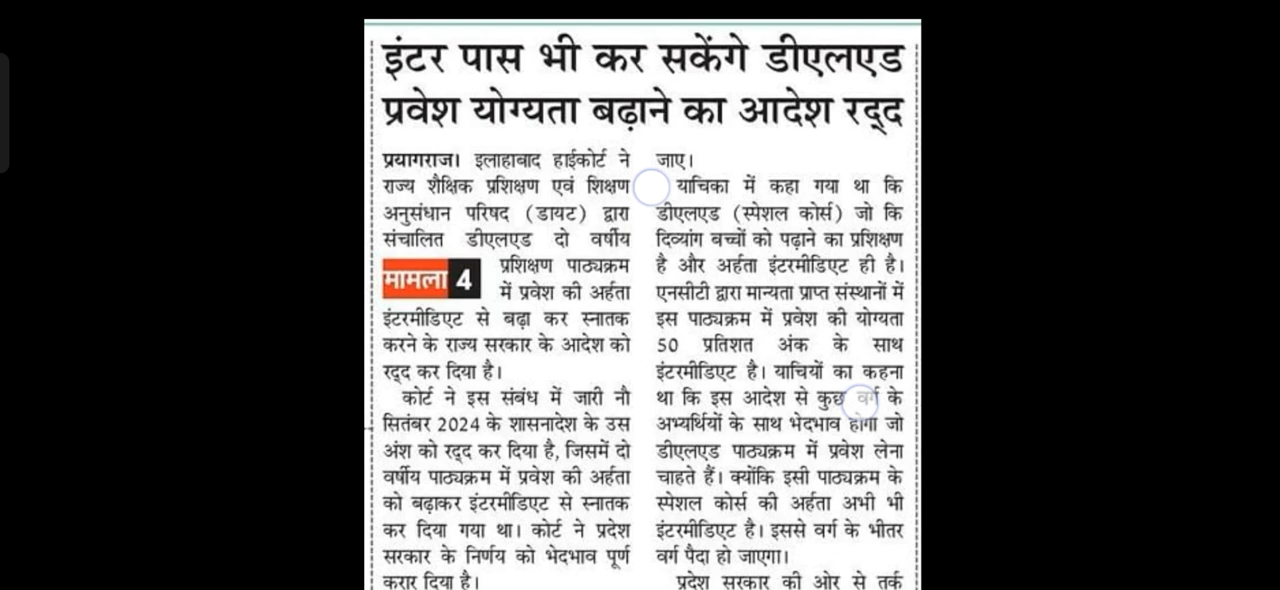 इंटर पास भी कर सकेंगे डीएलएड
प्रवेश योग्यता बढ़ाने का आदेश रद्द
प्रयागराज। इलाहाबाद हाईकोर्ट ने
राज्य शैक्षिक प्रशिक्षण एवं शिक्षण
अनुसंधान परिषद (डायट) द्वारा
संचालित डीएलएड दो वर्षीय
मामला 4
प्रशिक्षण पाठ्यक्रम
में प्रवेश की अर्हता
इंटरमीडिएट से बढ़ा कर स्नातक
करने के राज्य सरकार के आदेश को
रद्द कर दिया है।
कोर्ट ने इस संबंध में जारी नौ
सितंबर 2024 के शासनादेश के उस
अंश को रद्द कर दिया है, जिसमें दो
वर्षीय पाठ्यक्रम में प्रवेश की अर्हता
को बढ़ाकर इंटरमीडिएट से स्नातक
कर दिया गया था। कोर्ट ने प्रदेश
सरकार के निर्णय को भेदभाव पूर्ण
करार दिया है।
जाए।
याचिका में कहा गया था कि
डीएलएड (स्पेशल कोर्स) जो कि
दिव्यांग बच्चों को पढ़ाने का प्रशिक्षण
है और अर्हता इंटरमीडिएट ही है।
एनसीटी द्वारा मान्यता प्राप्त संस्थानों में
इस पाठ्यक्रम में प्रवेश की योग्यता
50 प्रतिशत अंक के साथ
इंटरमीडिएट है। याचियों का कहना
था कि इस आदेश से कुछ वर्ग के
अभ्यर्थियों के साथ भेदभाव होगा जो
डीएलएड पाठ्यक्रम में प्रवेश लेना
चाहते हैं। क्योंकि इसी पाठ्यक्रम के
स्पेशल कोर्स की अर्हता अभी भी
इंटरमीडिएट है। इससे वर्ग के भीतर
वर्ग पैदा हो जाएगा।
प्रदेश सरकार की ओर से तर्क